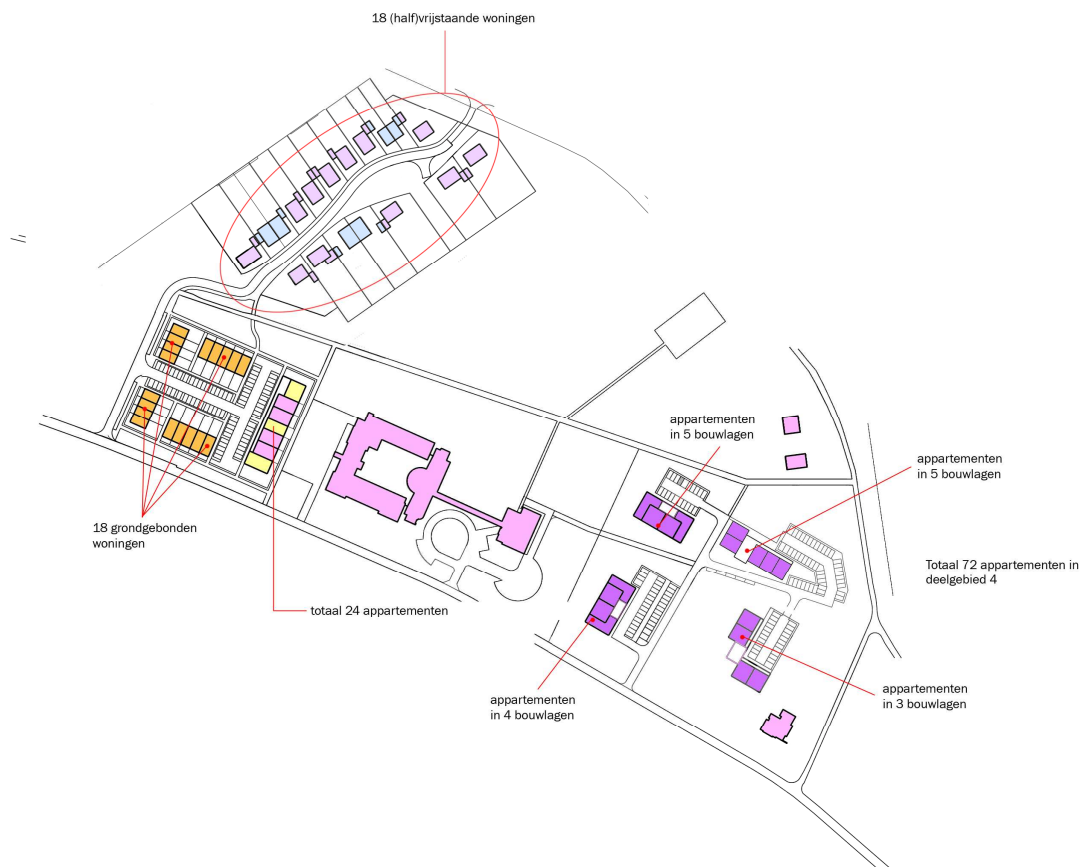 18 (half)vrijstaande woningen
appartementen
in 5 bouwlagen
appartementen
in 5 bouwlagen
18 grondgebonden
woningen
Totaal 72 appartementen in
deelgebied 4
totaal 24 appartementen
appartementen
in 4 bouwlagen
appartementen
in 3 bouwlagen